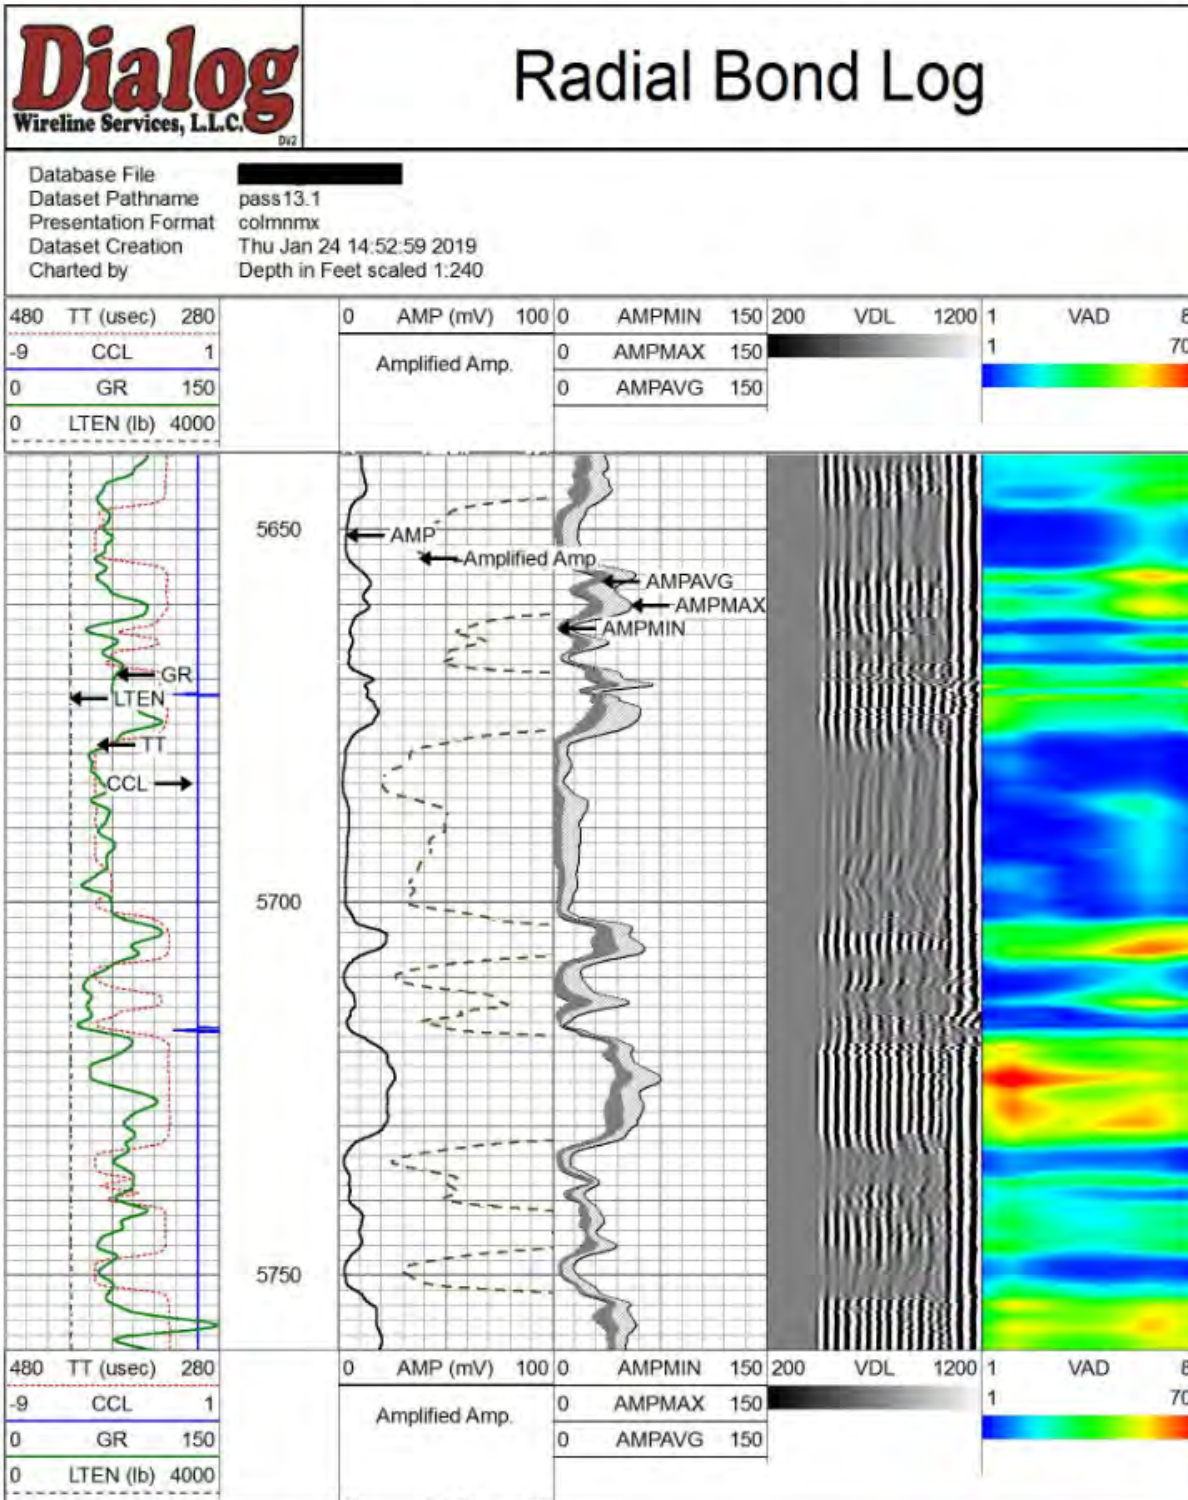 Dialog
Wireline Services, L.L.C.
DV2
Radial Bond Log
Database File
Dataset Pathname pass13.1
Presentation Format colmnmx
Dataset Creation Thu Jan 24 14:52:59 2019
Charted by Depth in Feet scaled 1:240
480 TT (usec) 280 0 AMP (mV) 100 0 AMPMIN 150 200 VDL 1200 1 VAD 8
-9 CCL 1 Amplified Amp. 0 AMPMAX 150 1 70
0 GR 150 0 AMPAVG 150
0 LTEN (lb) 4000
5650
AMP
Amplified Amp.
AMPAVG
AMPMAX
AMPMIN
GR
LTEN
TT
CCL
5700
5750
480 TT (usec) 280 0 AMP (mV) 100 0 AMPMIN 150 200 VDL 1200 1 VAD 8
-9 CCL 1 Amplified Amp. 0 AMPMAX 150 1 70
0 GR 150 0 AMPAVG 150
0 LTEN (lb) 4000